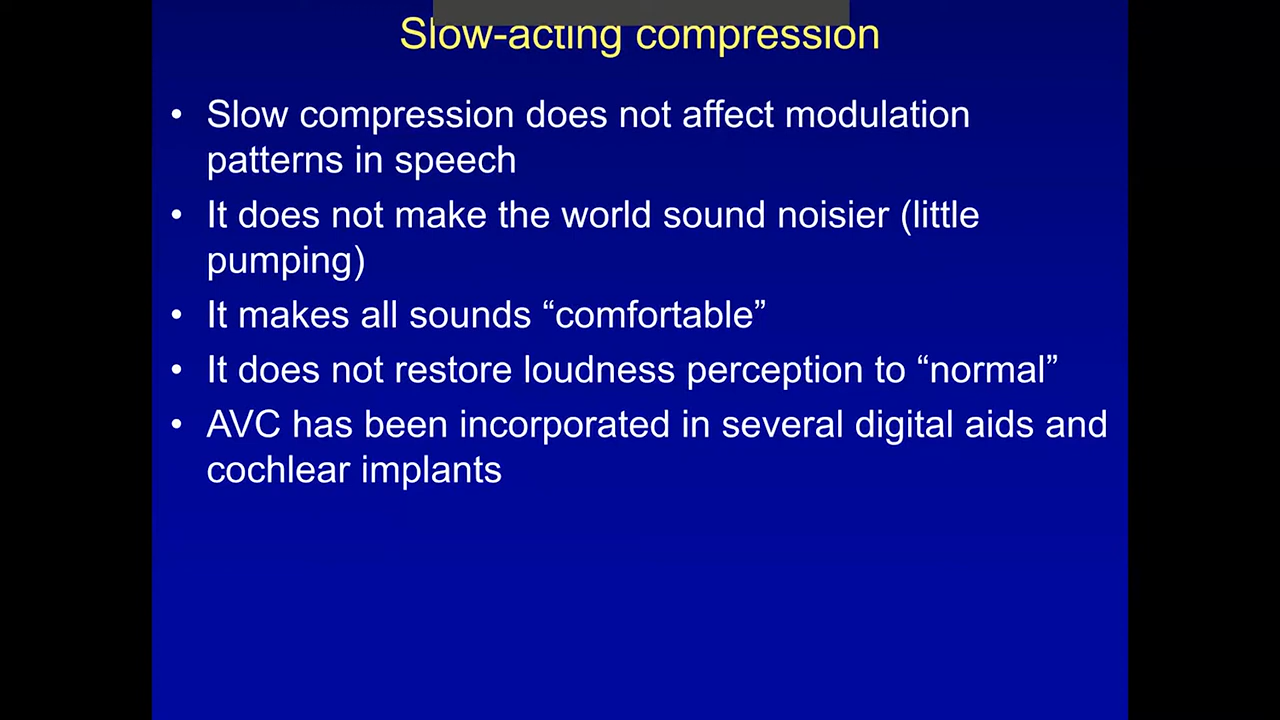 Slow-acting compression
• Slow compression does not affect modulation
patterns in speech
• It does not make the world sound noisier (little
pumping)
• It makes all sounds “comfortable”
• It does not restore loudness perception to “normal”
• AVC has been incorporated in several digital aids and
cochlear implants